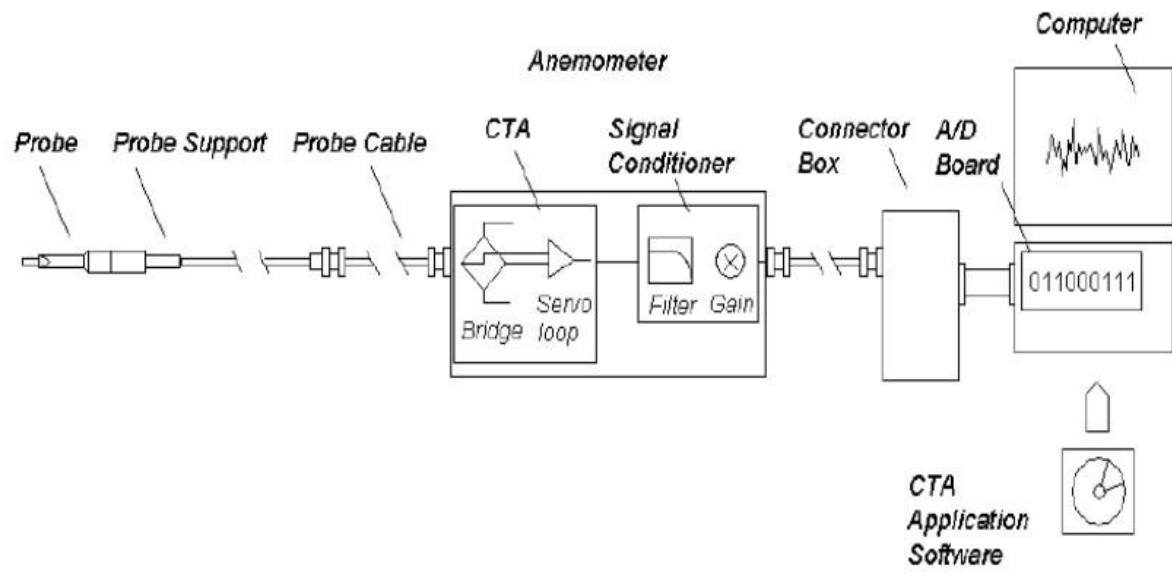 Computer
Anemometer
Probe
Probe Support
Probe Cable
CTA
Signal
Conditioner
Connector
Box
A/D
Board
Bridge
Servo
loop
Filter
Gain
011000111
CTA
Application
Software